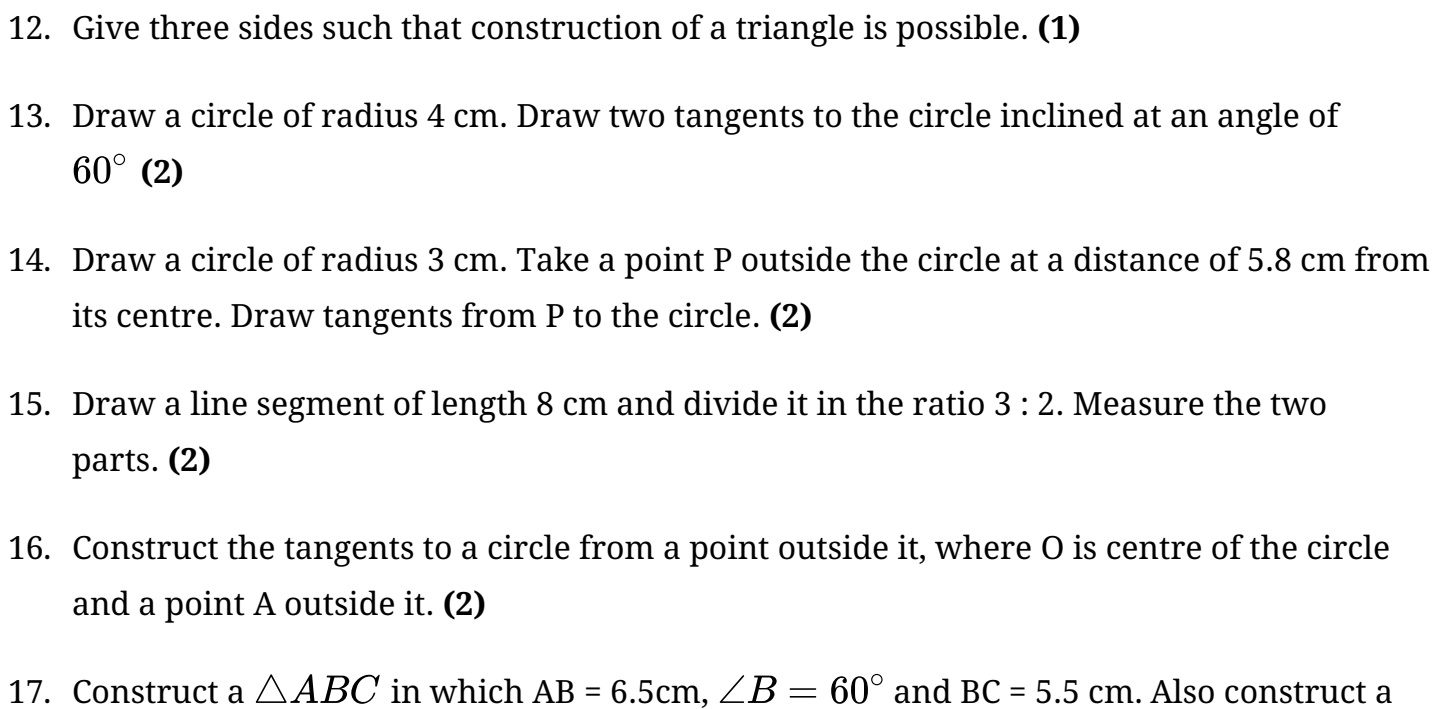 12. Give three sides such that construction of a triangle is possible. (1)
13. Draw a circle of radius 4 cm. Draw two tangents to the circle inclined at an angle of
60° (2)
14. Draw a circle of radius 3 cm. Take a point P outside the circle at a distance of 5.8 cm from
its centre. Draw tangents from P to the circle. (2)
15. Draw a line segment of length 8 cm and divide it in the ratio 3 : 2. Measure the two
parts. (2)
16. Construct the tangents to a circle from a point outside it, where O is centre of the circle
and a point A outside it. (2)
17. Construct a △ABC in which AB = 6.5cm, ∠B = 60° and BC = 5.5 cm. Also construct a